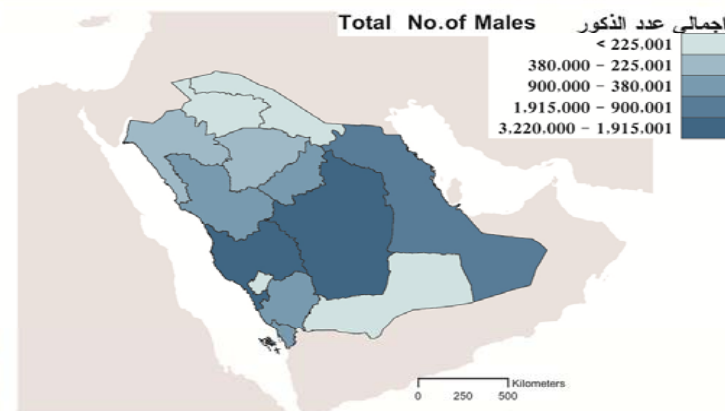 Total No.of Males
اجمالي عدد الذكور
< 225.001
380.000 – 225.001
900.000 – 380.001
1.915.000 – 900.001
3.220.000 – 1.915.001
Kilometers
0 250 500